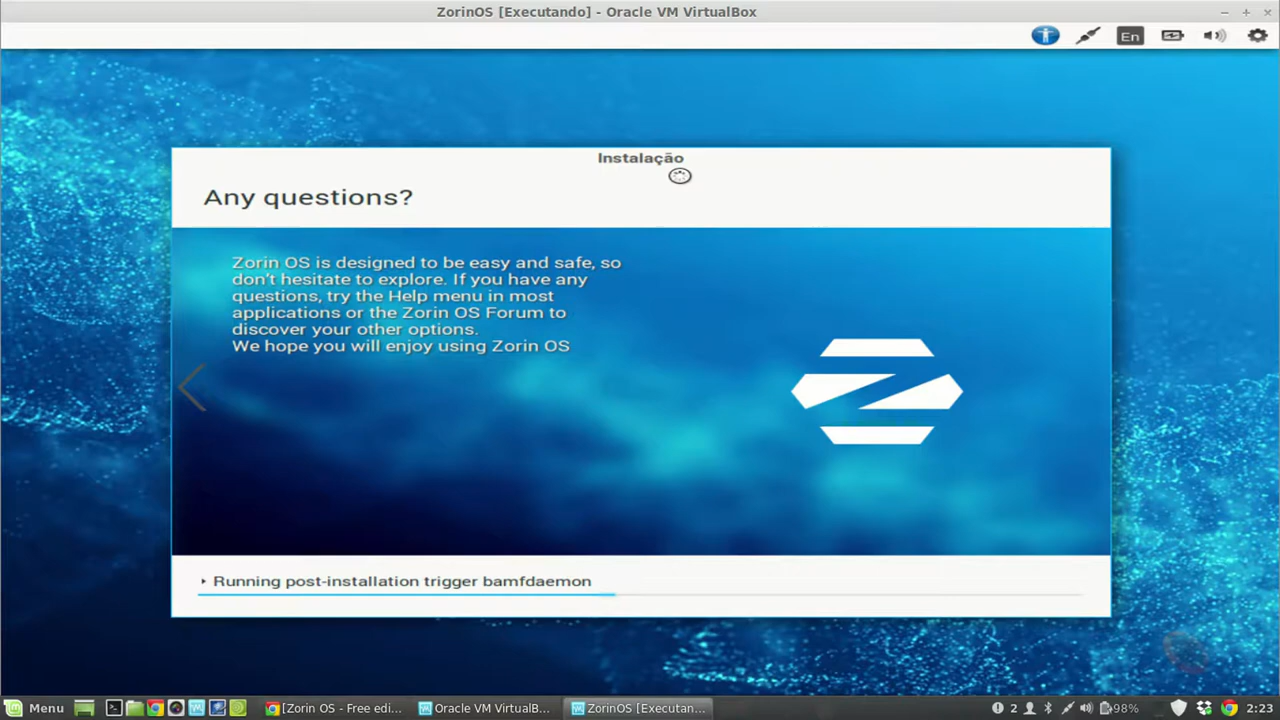 ZorinOS [Executando] - Oracle VM VirtualBox
En
Instalação
Any questions?
Zorin OS is designed to be easy and safe, so
don't hesitate to explore. If you have any
questions, try the Help menu in most
applications or the Zorin OS Forum to
discover your other options.
We hope you will enjoy using Zorin OS
Running post-installation trigger bamfdaemon
Menu
[Zorin OS - Free edi...
Oracle VM VirtualB...
ZorinOS [Executan...
2
98%
2:23